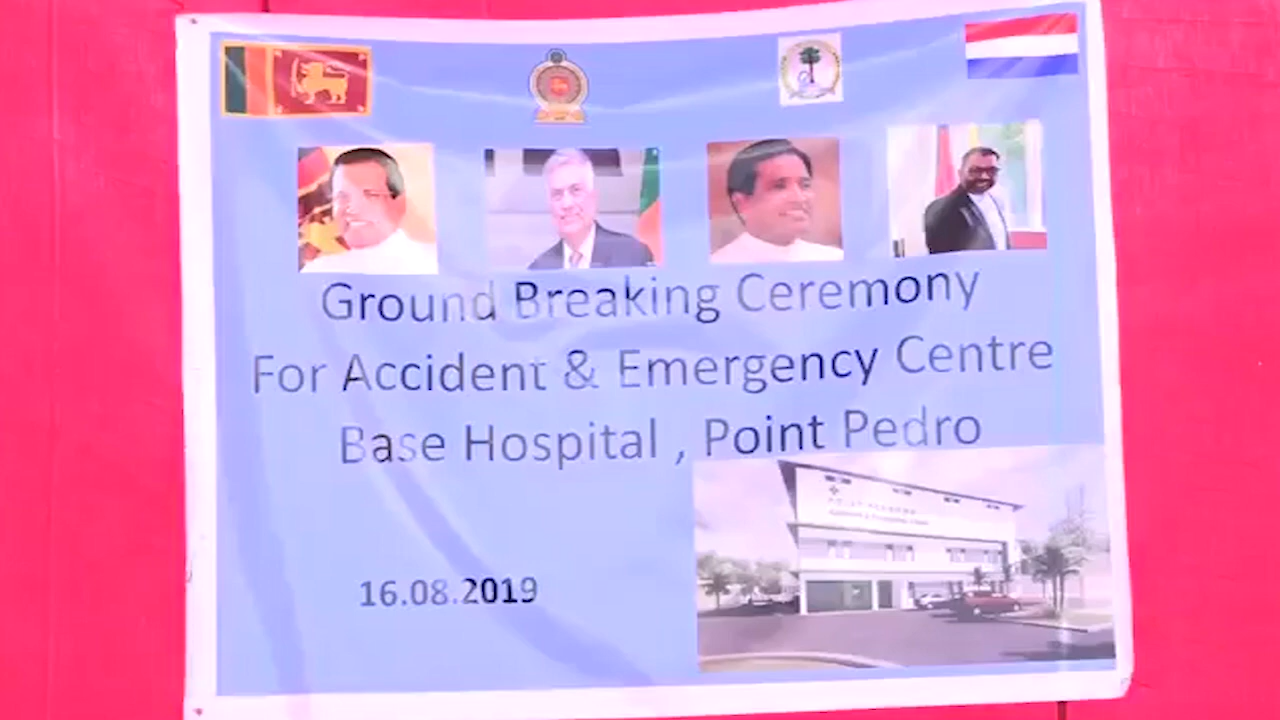 Ground Breaking Ceremony
For Accident & Emergency Centre
Base Hospital , Point Pedro
16.08.2019